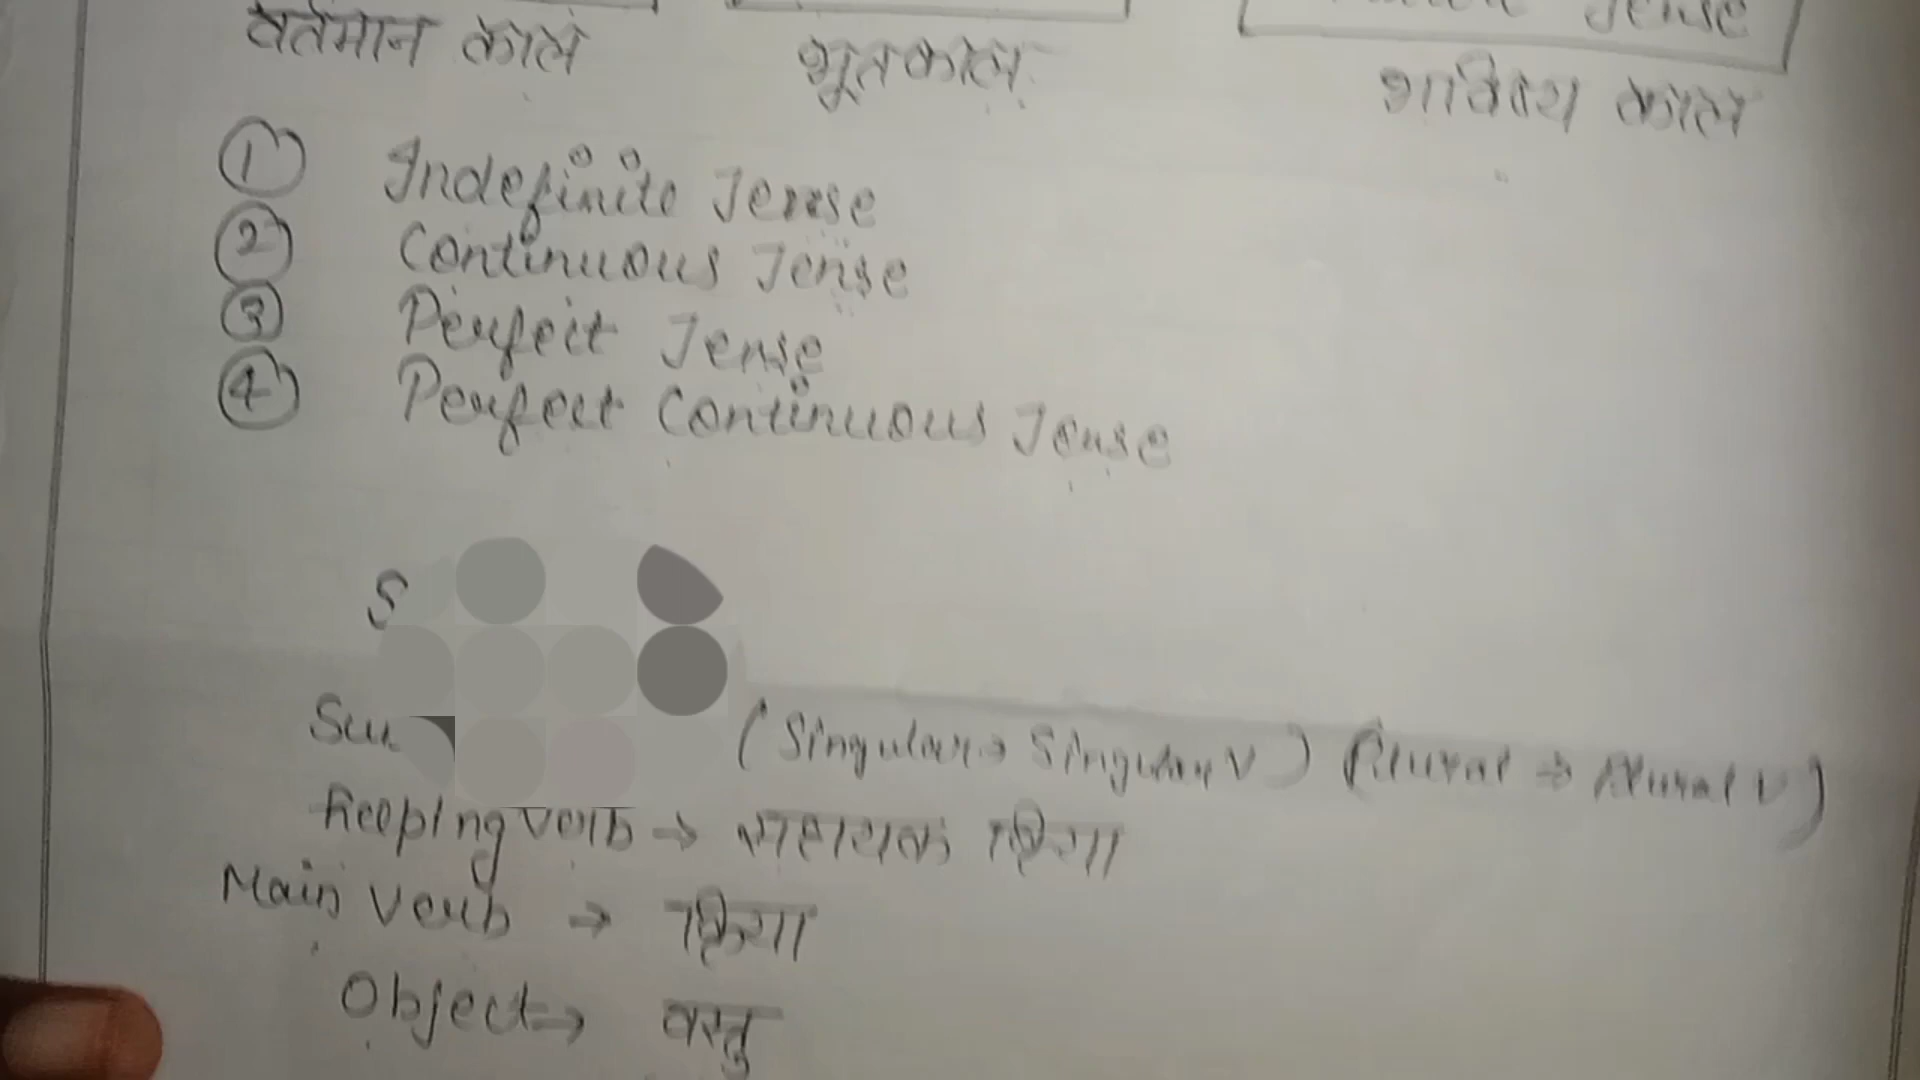 Tense
वर्तमान काल भूतकाल भाविष्य काल
① Indefinite Tense
② Continuous Tense
③ Perfect Tense
④ Perfect Continuous Tense
S
(Singular → Singular V) (Plural → Plural V)
Helping verb → सहायक क्रिया
Main verb → क्रिया
Object → वस्तु